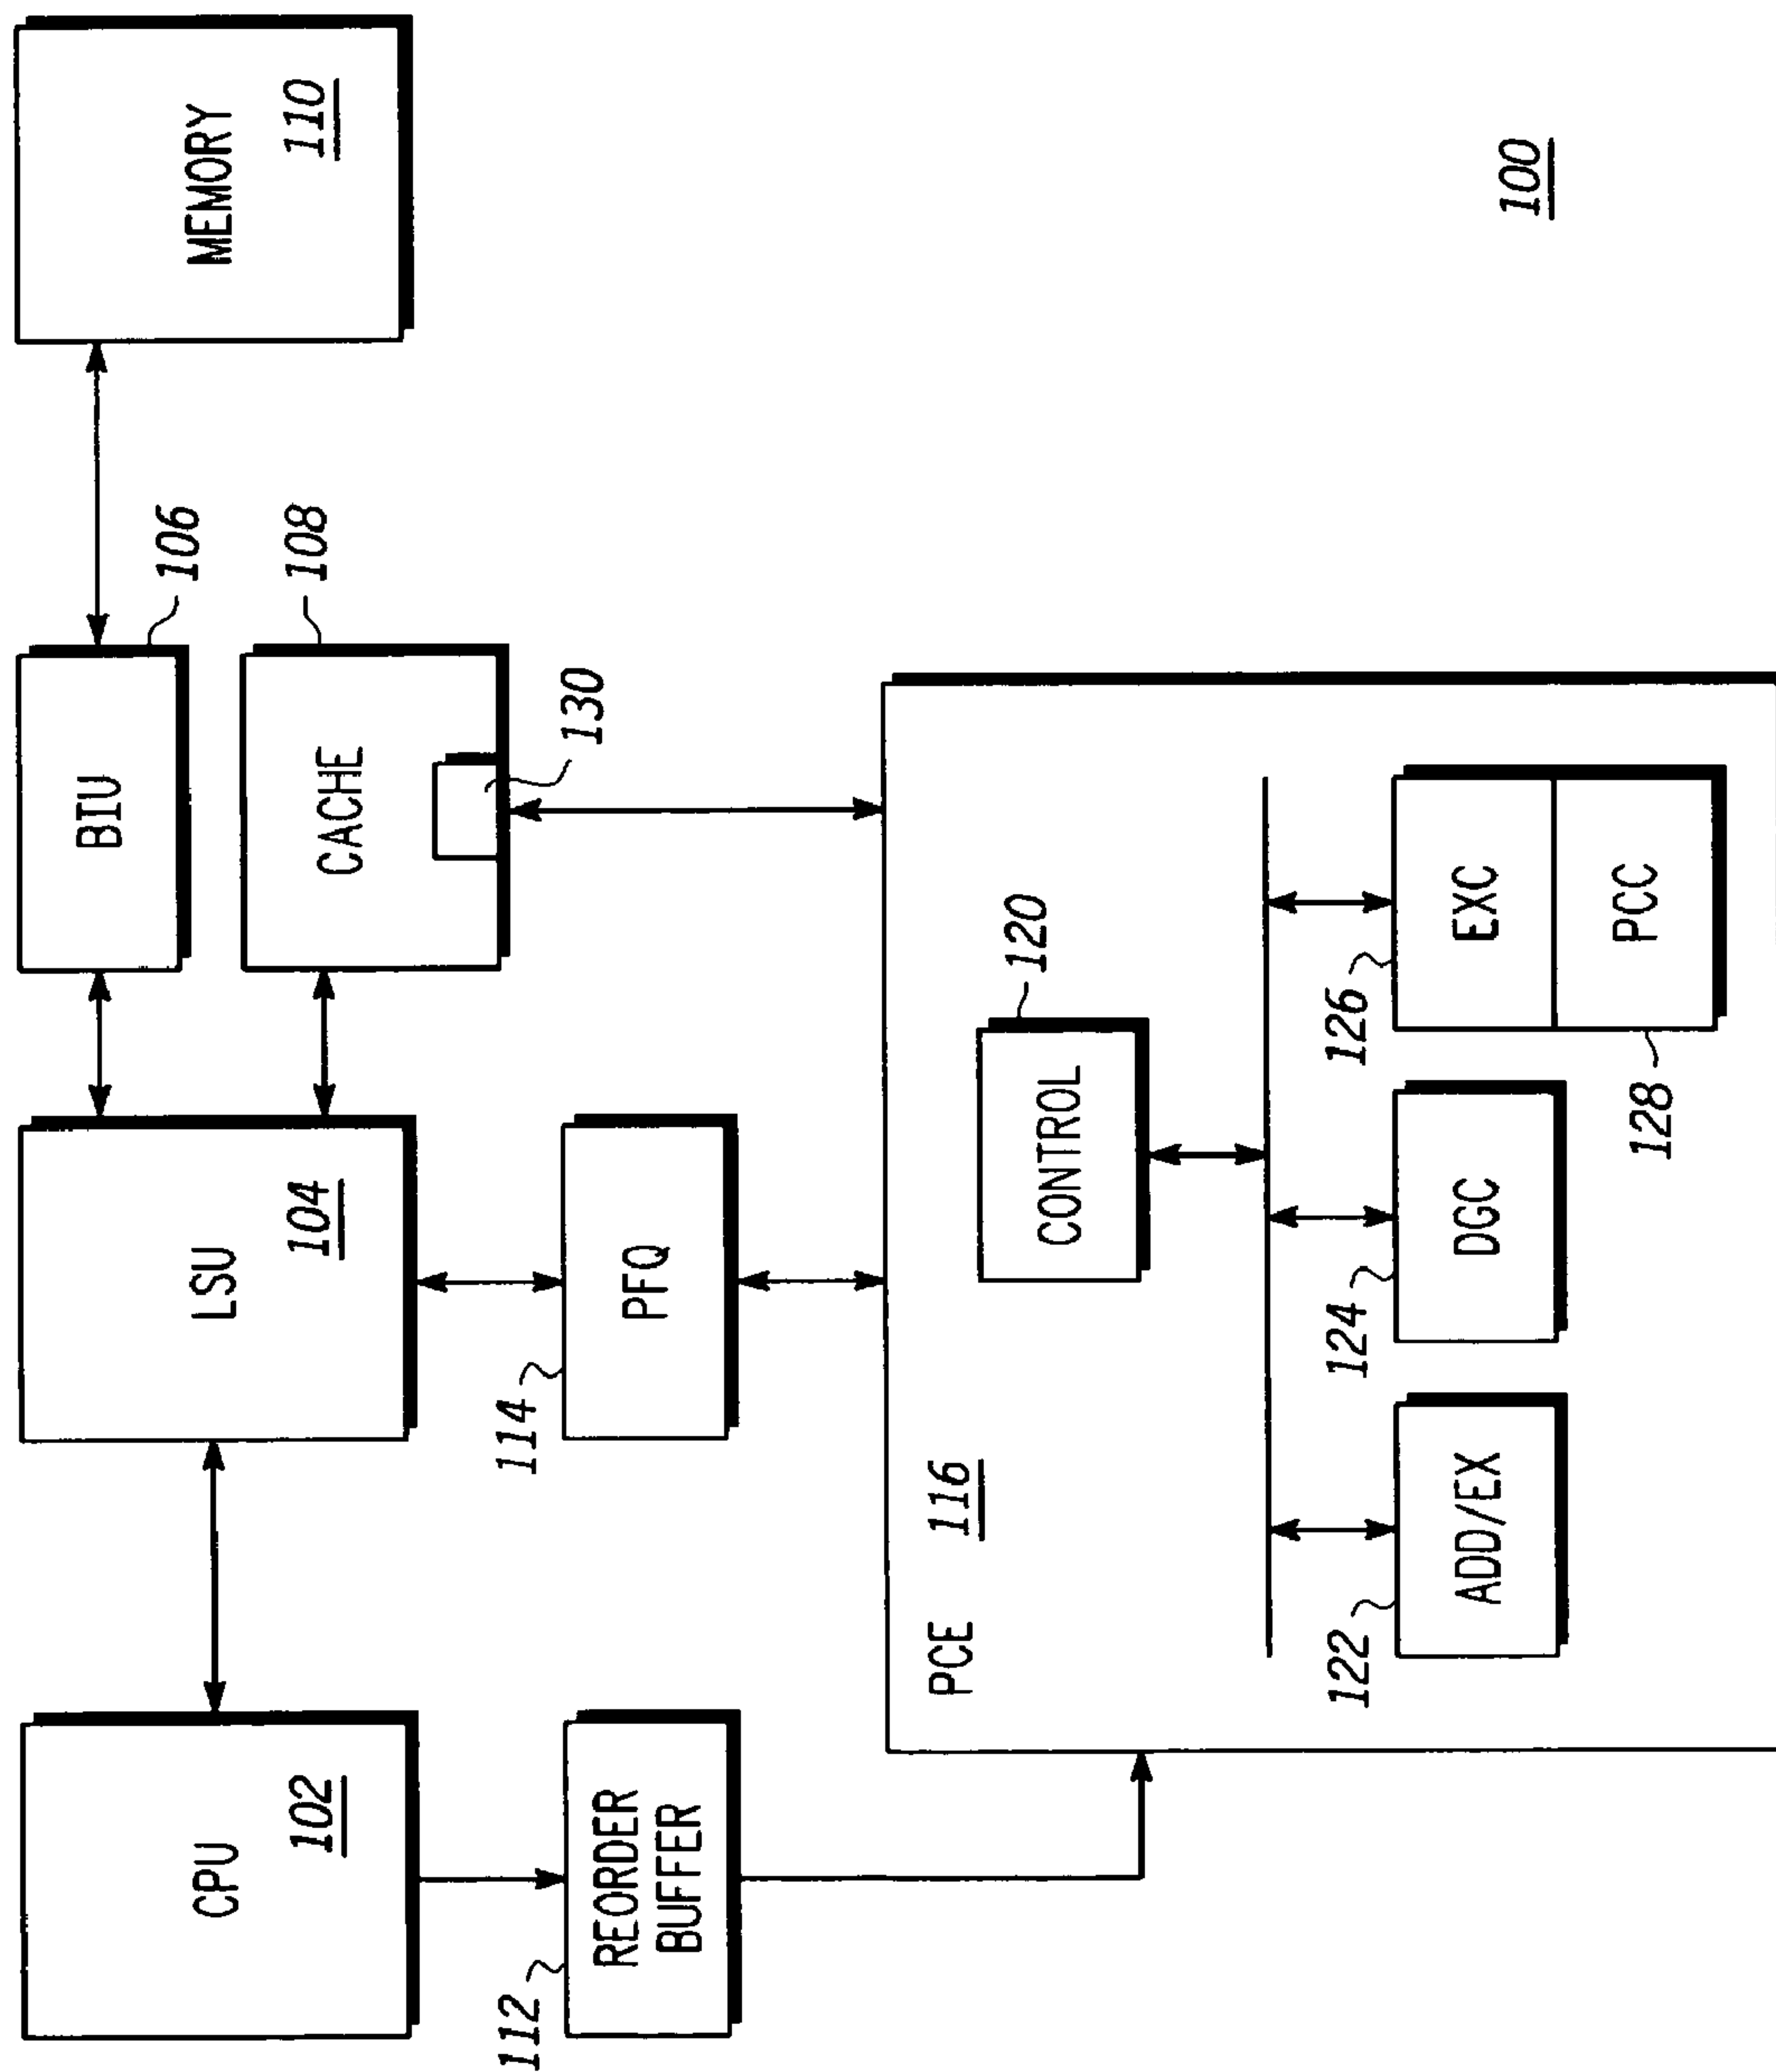 CPU
102
LSU
104
BIU
106
CACHE
108
130
MEMORY
110
112
REORDER
BUFFER
114
PFQ
PCE
116
CONTROL
120
122
ADD/EX
124
DGC
126
EXC
PCC
128
100